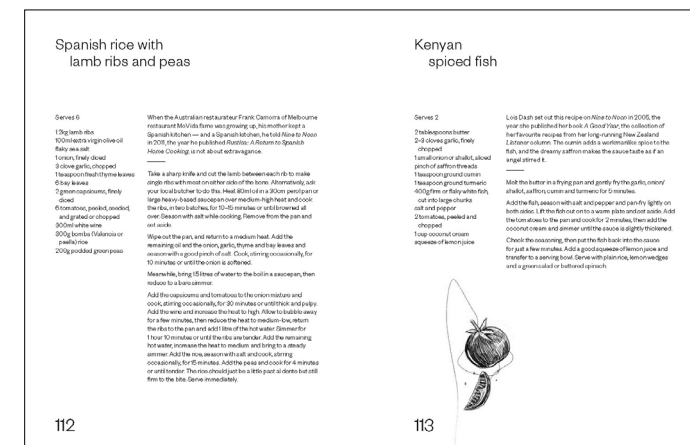 Spanish rice with
lamb ribs and peas
Serves 6
1.2kg lamb ribs
100ml extra virgin olive oil
flaky sea salt
1 onion, finely diced
3 clove garlic, chopped
1 teaspoon fresh thyme leaves
6 bay leaves
2 green capsicums, finely
diced
6 tomatoes, peeled, seeded,
and grated or chopped
300ml white wine
300g bomba (Valencia or
paella) rice
200g podded green peas
When the Australian restaurateur Frank Camorra of Melbourne
restaurant MoVida fame was growing up, his mother kept a
Spanish kitchen — and a Spanish kitchen, he told Nine to Noon
in 2011, the year he published Rustica: A Return to Spanish
Home Cooking, is not about extravagance.
Take a sharp knife and cut the lamb between each rib to make
single ribs with meat on either side of the bone. Alternatively, ask
your local butcher to do this. Heat 80ml oil in a 30cm perol pan or
large heavy-based saucepan over medium-high heat and cook
the ribs, in two batches, for 10–15 minutes or until browned all
over. Season with salt while cooking. Remove from the pan and
set aside.
Wipe out the pan, and return to a medium heat. Add the
remaining oil and the onion, garlic, thyme and bay leaves and
season with a good pinch of salt. Cook, stirring occasionally, for
10 minutes or until the onion is softened.
Meanwhile, bring 1.5 litres of water to the boil in a saucepan, then
reduce to a bare simmer.
Add the capsicums and tomatoes to the onion mixture and
cook, stirring occasionally, for 30 minutes or until thick and pulpy.
Add the wine and increase the heat to high. Allow to bubble away
for a few minutes, then reduce the heat to medium-low, return
the ribs to the pan and add 1 litre of the hot water. Simmer for
1 hour 10 minutes or until the ribs are tender. Add the remaining
hot water, increase the heat to medium and bring to a steady
simmer. Add the rice, season with salt and cook, stirring
occasionally, for 15 minutes. Add the peas and cook for 4 minutes
or until tender. The rice should just be a little past al dente but still
firm to the bite. Serve immediately.
112
Kenyan
spiced fish
Serves 2
2 tablespoons butter
2–3 cloves garlic, finely
chopped
1 small onion or shallot, sliced
pinch of saffron threads
1 teaspoon ground cumin
1 teaspoon ground turmeric
400g firm or flaky white fish,
cut into large chunks
salt and pepper
2 tomatoes, peeled and
chopped
1 cup coconut cream
squeeze of lemon juice
Lois Dash set out this recipe on Nine to Noon in 2005, the
year she published her book A Good Year, the collection of
her favourite recipes from her long-running New Zealand
Listener column. The cumin adds a workmanlike spice to the
fish, and the dreamy saffron makes the sauce taste as if an
angel stirred it.
Melt the butter in a frying pan and gently fry the garlic, onion/
shallot, saffron, cumin and turmeric for 5 minutes.
Add the fish, season with salt and pepper and pan-fry lightly on
both sides. Lift the fish out on to a warm plate and set aside. Add
the tomatoes to the pan and cook for 2 minutes, then add the
coconut cream and simmer until the sauce is slightly thickened.
Check the seasoning, then put the fish back into the sauce
for just a few minutes. Add a good squeeze of lemon juice and
transfer to a serving bowl. Serve with plain rice, lemon wedges
and a green salad or buttered spinach.
113